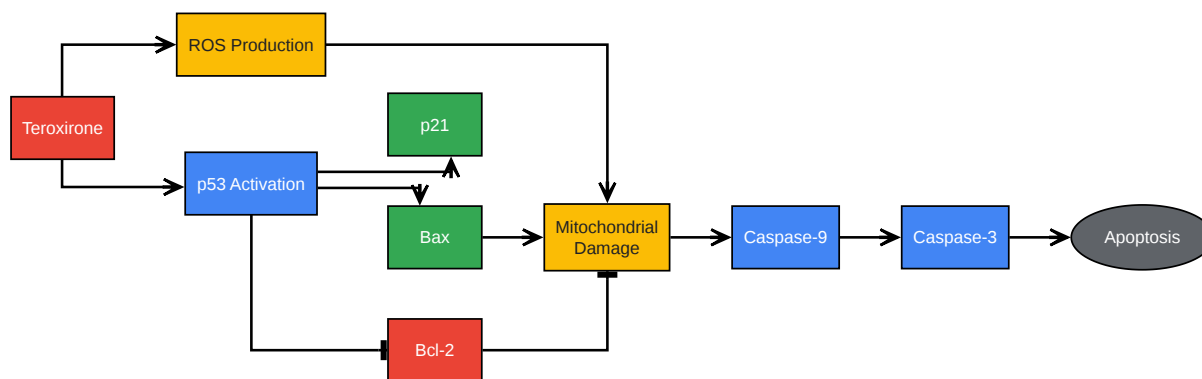 ROS Production
Teroxirone
p21
p53 Activation
Bax
Mitochondrial
Damage
Caspase-9
Caspase-3
Apoptosis
Bcl-2